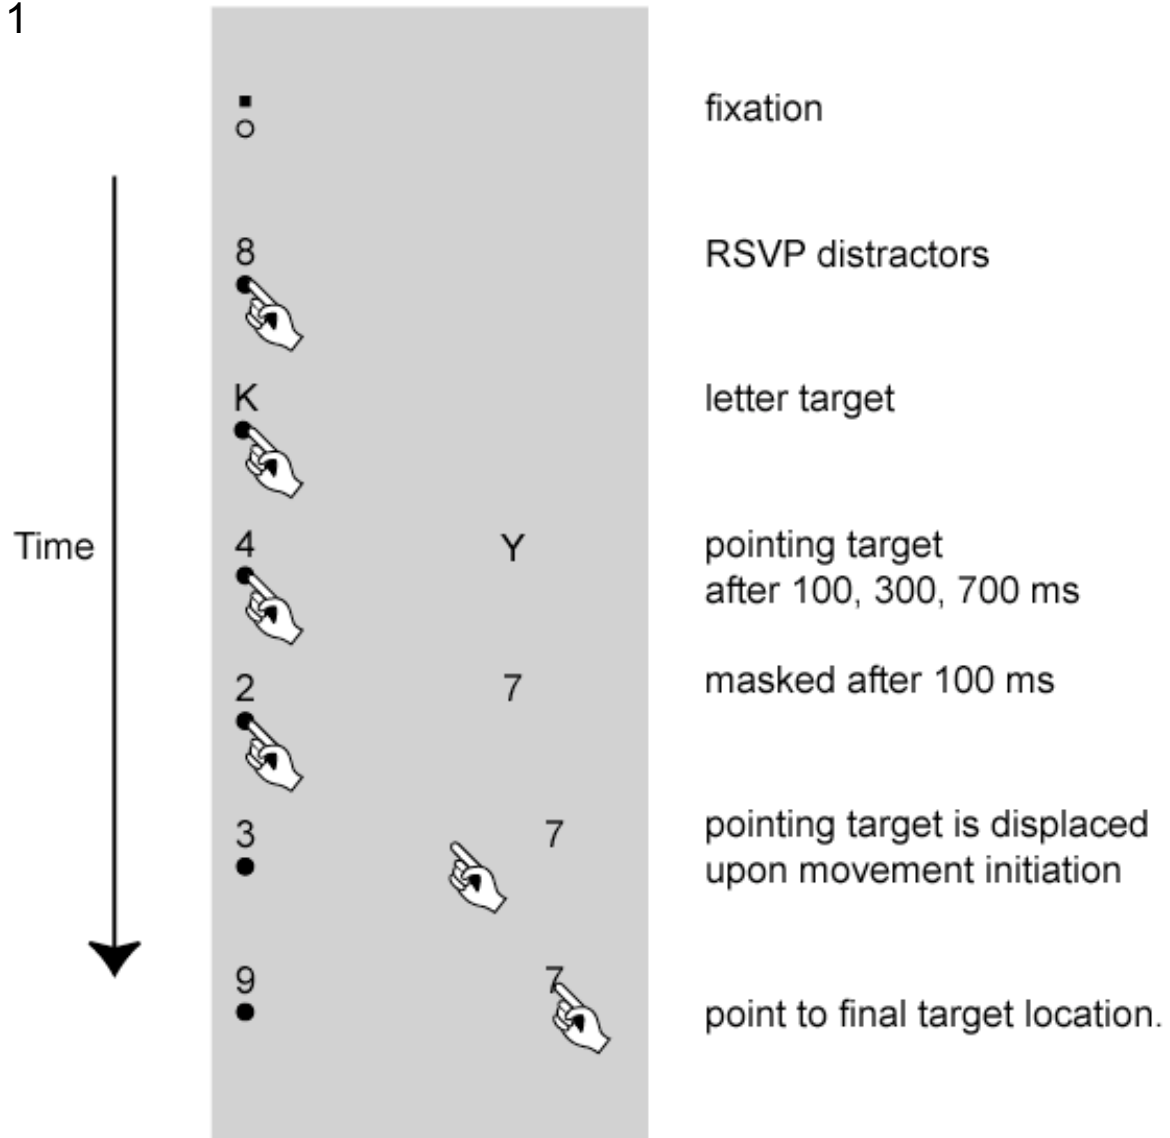 1
fixation
8 RSVP distractors
K letter target
Time 4 Y pointing target
after 100, 300, 700 ms
2 7 masked after 100 ms
3 7 pointing target is displaced
upon movement initiation
9 7
point to final target location.